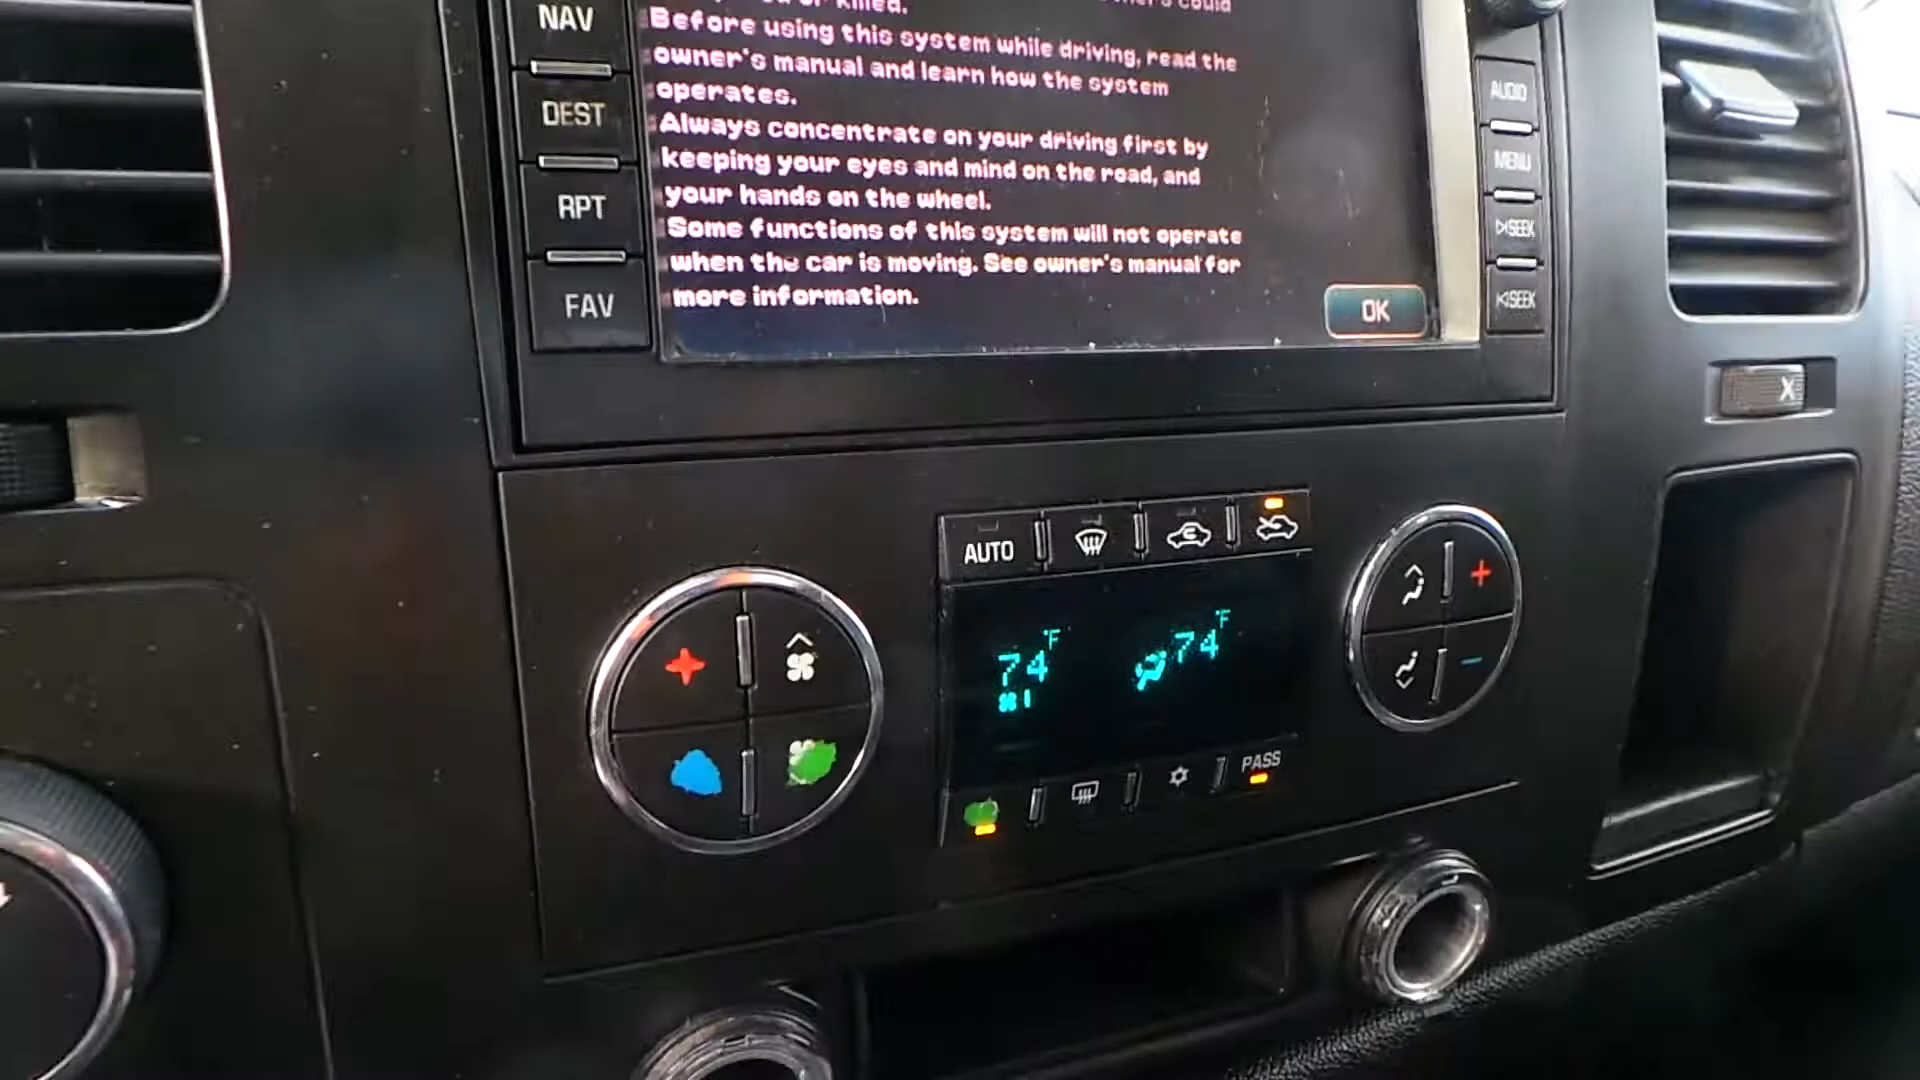 killed.
could
Before using this system while driving, read the
owner's manual and learn how the system
operates.
Always concentrate on your driving first by
keeping your eyes and mind on the road, and
your hands on the wheel.
Some functions of this system will not operate
when the car is moving. See owner's manual for
more information.
OK
NAV
DEST
RPT
FAV
AUDIO
MENU
SEEK
SEEK
X
AUTO
74°F
74°F
1
PASS